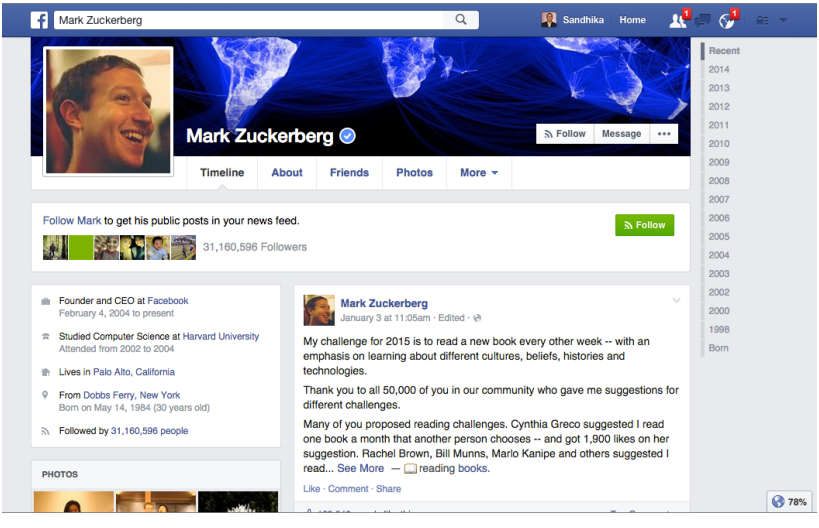 Mark Zuckerberg
Sandhika
Home
1
1
Mark Zuckerberg
Follow
Message
Timeline
About
Friends
Photos
More
Recent
2014
2013
2012
2011
2010
2009
2008
2007
2006
2005
2004
2003
2002
2000
1998
Born
Follow Mark to get his public posts in your news feed.
31,160,596 Followers
Follow
Founder and CEO at Facebook
February 4, 2004 to present
Studied Computer Science at Harvard University
Attended from 2002 to 2004
Lives in Palo Alto, California
From Dobbs Ferry, New York
Born on May 14, 1984 (30 years old)
Followed by 31,160,596 people
PHOTOS
Mark Zuckerberg
January 3 at 11:05am · Edited ·
My challenge for 2015 is to read a new book every other week -- with an
emphasis on learning about different cultures, beliefs, histories and
technologies.
Thank you to all 50,000 of you in our community who gave me suggestions for
different challenges.
Many of you proposed reading challenges. Cynthia Greco suggested I read
one book a month that another person chooses -- and got 1,900 likes on her
suggestion. Rachel Brown, Bill Munns, Marlo Kanipe and others suggested I
read... See More — reading books.
Like · Comment · Share
78%